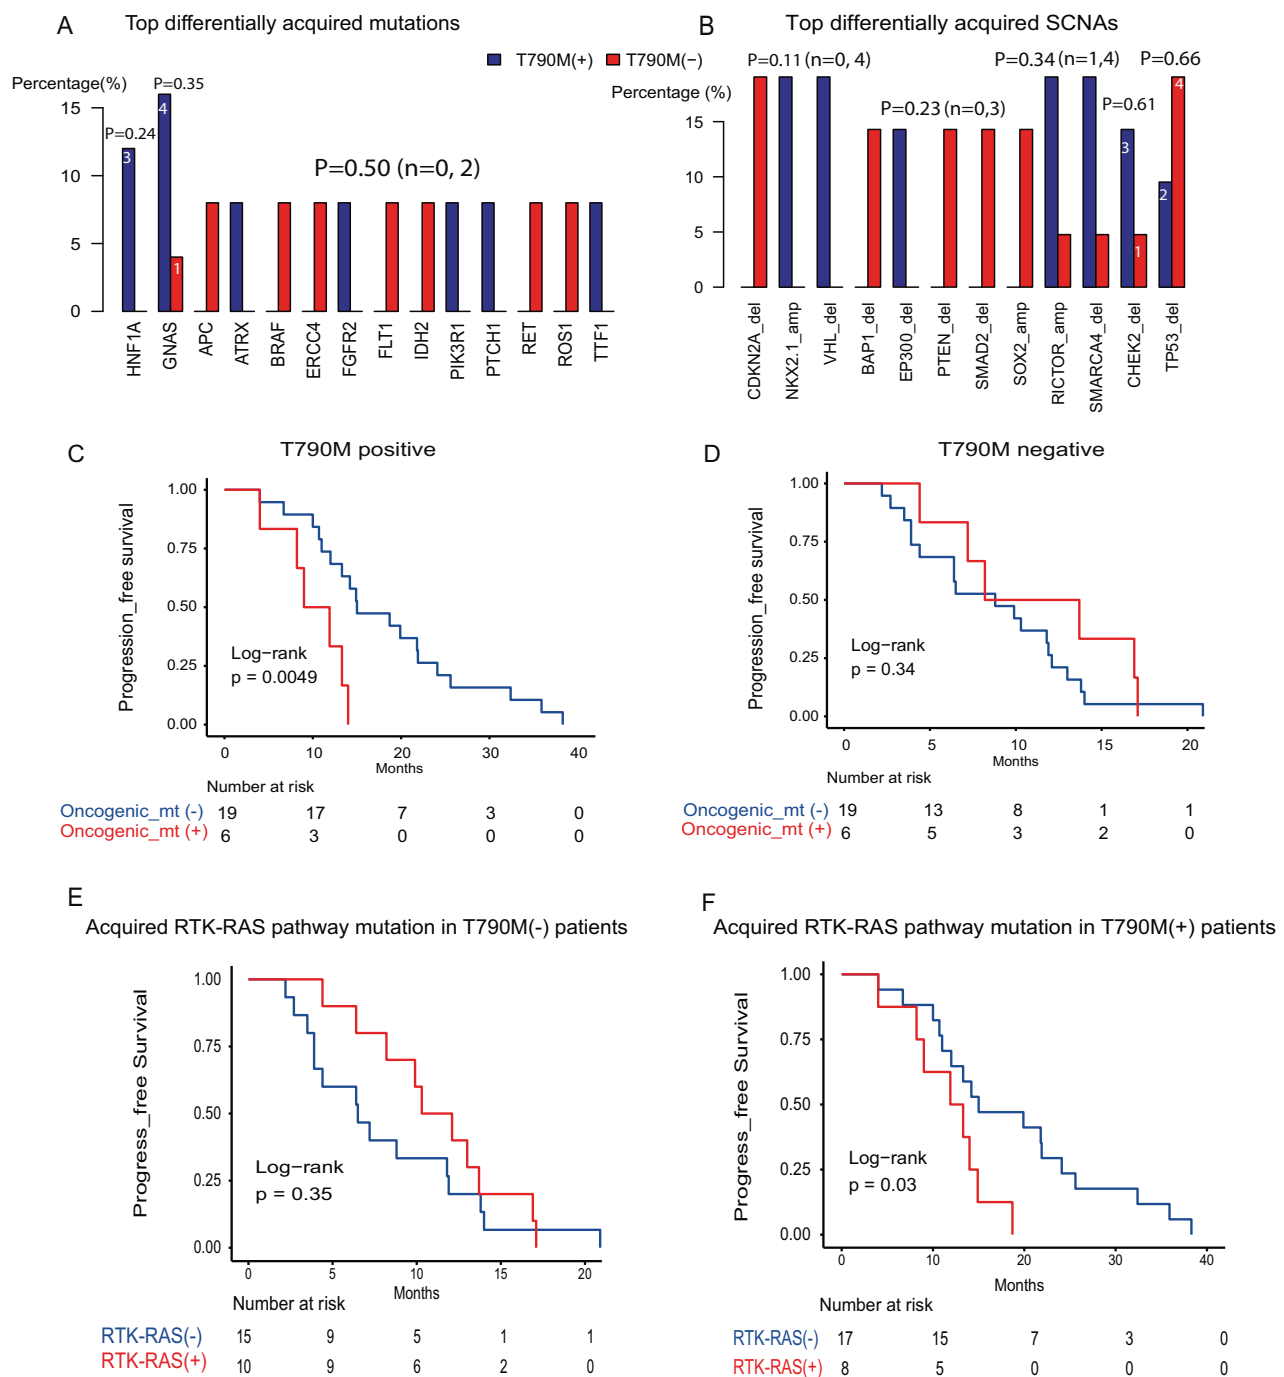 A Top differentially acquired mutations
B Top differentially acquired SCNAs
T790M(+) T790M(−)
Percentage(%)
P=0.35
P=0.24
P=0.50 (n=0, 2)
15
10
5
0
3
4
1
HNF1A
GNAS
APC
ATRX
BRAF
ERCC4
FGFR2
FLT1
IDH2
PIK3R1
PTCH1
RET
ROS1
TTF1
Percentage (%)
P=0.11 (n=0, 4)
P=0.34 (n=1,4)
P=0.66
P=0.23 (n=0,3)
P=0.61
15
10
5
0
3
1
2
4
CDKN2A_del
NKX2.1_amp
VHL_del
BAP1_del
EP300_del
PTEN_del
SMAD2_del
SOX2_amp
RICTOR_amp
SMARCA4_del
CHEK2_del
TP53_del
C T790M positive
Progression_free survival
1.00
0.75
0.50
0.25
0.00
Log−rank
p = 0.0049
0 10 20 30 40
Months
Number at risk
Oncogenic_mt (-) 19 17 7 3 0
Oncogenic_mt (+) 6 3 0 0 0
D T790M negative
Progression_free survival
1.00
0.75
0.50
0.25
0.00
Log−rank
p = 0.34
0 5 10 15 20
Months
Number at risk
Oncogenic_mt (-) 19 13 8 1 1
Oncogenic_mt (+) 6 5 3 2 0
E
Acquired RTK-RAS pathway mutation in T790M(-) patients
Progress_free Survival
1.00
0.75
0.50
0.25
0.00
Log−rank
p = 0.35
0 5 10 15 20
Months
Number at risk
RTK-RAS(-) 15 9 5 1 1
RTK-RAS(+) 10 9 6 2 0
F
Acquired RTK-RAS pathway mutation in T790M(+) patients
Progress_free Survival
1.00
0.75
0.50
0.25
0.00
Log−rank
p = 0.03
0 10 20 30 40
Months
Number at risk
RTK-RAS(-) 17 15 7 3 0
RTK-RAS(+) 8 5 0 0 0